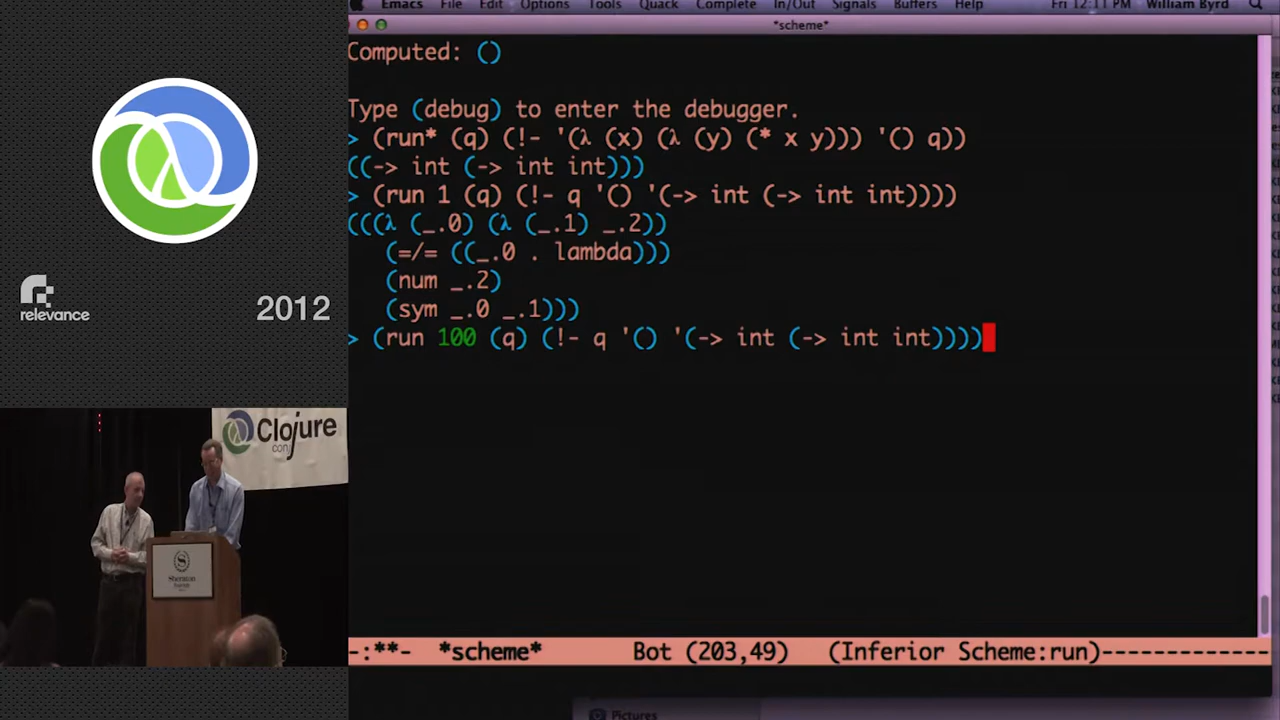 Emacs File Edit Options Tools Quack Complete In/Out Signals Buffers Help Fri 12:11 PM William Byrd
*scheme*
Computed: ()
Type (debug) to enter the debugger.
> (run* (q) (!- '(λ (x) (λ (y) (* x y))) '() q))
((-> int (-> int int)))
> (run 1 (q) (!- q '() '(-> int (-> int int))))
(((λ (_.0) (λ (_.1) _.2))
(=/= ((_.0 . lambda)))
(num _.2)
(sym _.0 _.1)))
> (run 100 (q) (!- q '() '(-> int (-> int int))))
-:**- *scheme* Bot (203,49) (Inferior Scheme:run)------------
Pictures
relevance
2012
Clojure
conj
S
Sheraton